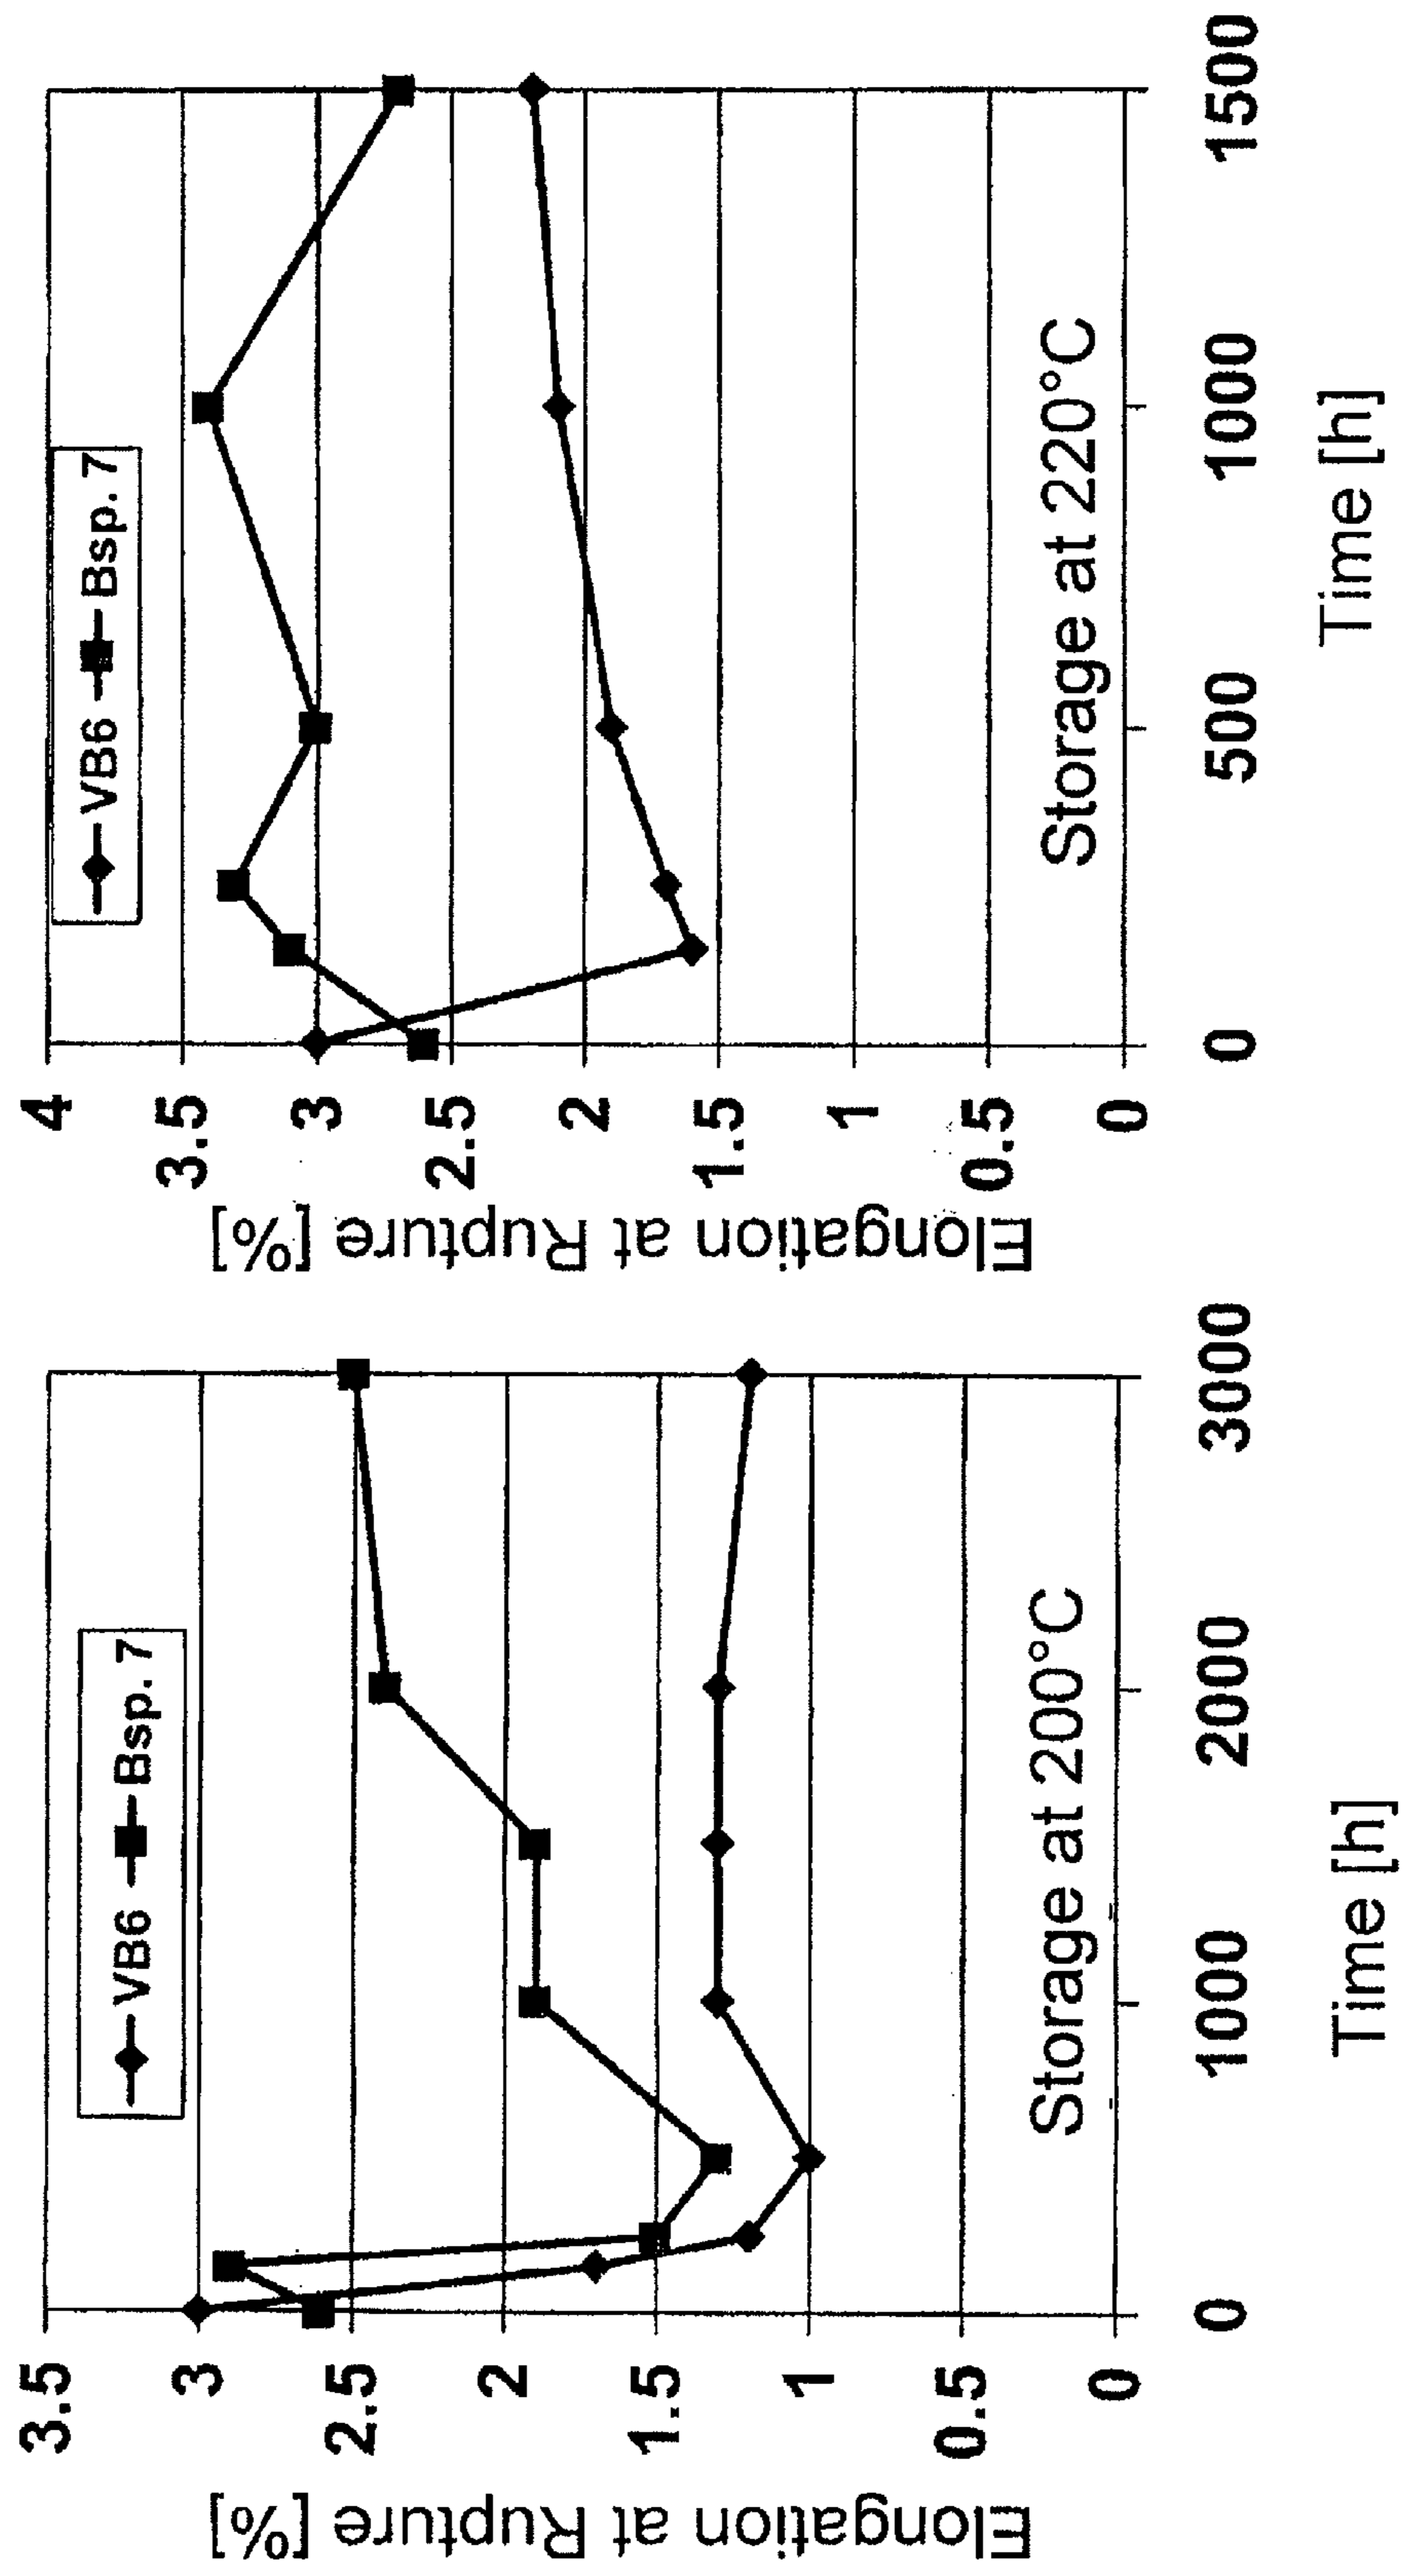 VB6 Bsp. 7
Elongation at Rupture [%]
3.5
3
2.5
2
1.5
1
0.5
0
Storage at 200°C
0 1000 2000 3000
Time [h]
VB6 Bsp. 7
Elongation at Rupture [%]
4
3.5
3
2.5
2
1.5
1
0.5
0
Storage at 220°C
0 500 1000 1500
Time [h]